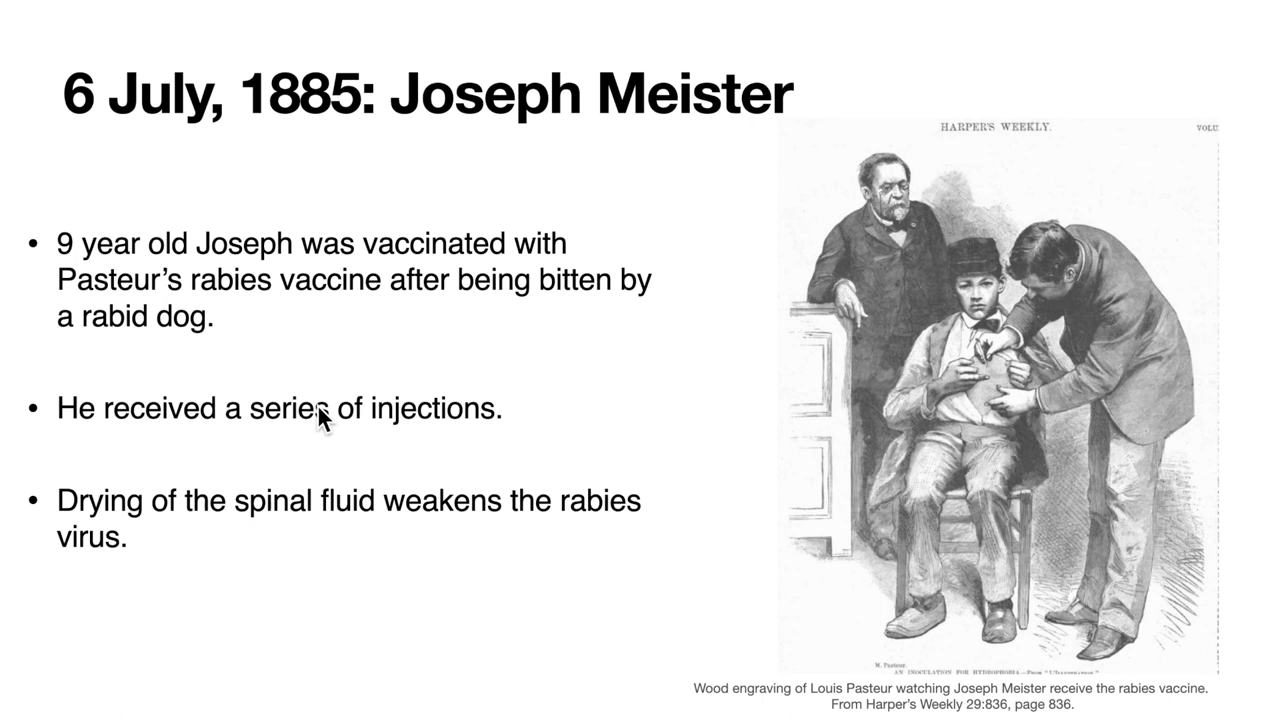 6 July, 1885: Joseph Meister
HARPER'S WEEKLY.
VOLU
• 9 year old Joseph was vaccinated with
Pasteur’s rabies vaccine after being bitten by
a rabid dog.
• He received a series of injections.
• Drying of the spinal fluid weakens the rabies
virus.
M. Pasteur.
AN INOCULATION FOR HYDROPHOBIA.—From "L'Illustration"
Wood engraving of Louis Pasteur watching Joseph Meister receive the rabies vaccine.
From Harper’s Weekly 29:836, page 836.